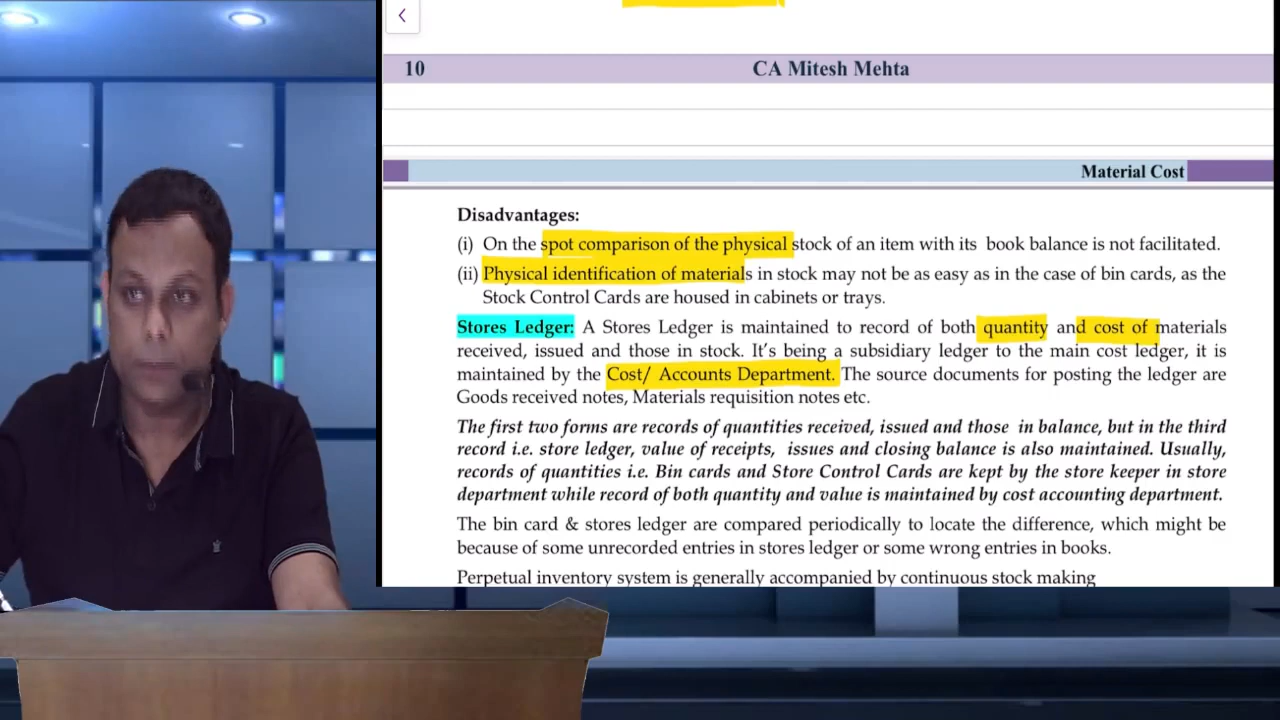 10 CA Mitesh Mehta
Material Cost
Disadvantages:
(i) On the spot comparison of the physical stock of an item with its book balance is not facilitated.
(ii) Physical identification of materials in stock may not be as easy as in the case of bin cards, as the
Stock Control Cards are housed in cabinets or trays.
Stores Ledger: A Stores Ledger is maintained to record of both quantity and cost of materials
received, issued and those in stock. It's being a subsidiary ledger to the main cost ledger, it is
maintained by the Cost/ Accounts Department. The source documents for posting the ledger are
Goods received notes, Materials requisition notes etc.
The first two forms are records of quantities received, issued and those in balance, but in the third
record i.e. store ledger, value of receipts, issues and closing balance is also maintained. Usually,
records of quantities i.e. Bin cards and Store Control Cards are kept by the store keeper in store
department while record of both quantity and value is maintained by cost accounting department.
The bin card & stores ledger are compared periodically to locate the difference, which might be
because of some unrecorded entries in stores ledger or some wrong entries in books.
Perpetual inventory system is generally accompanied by continuous stock making